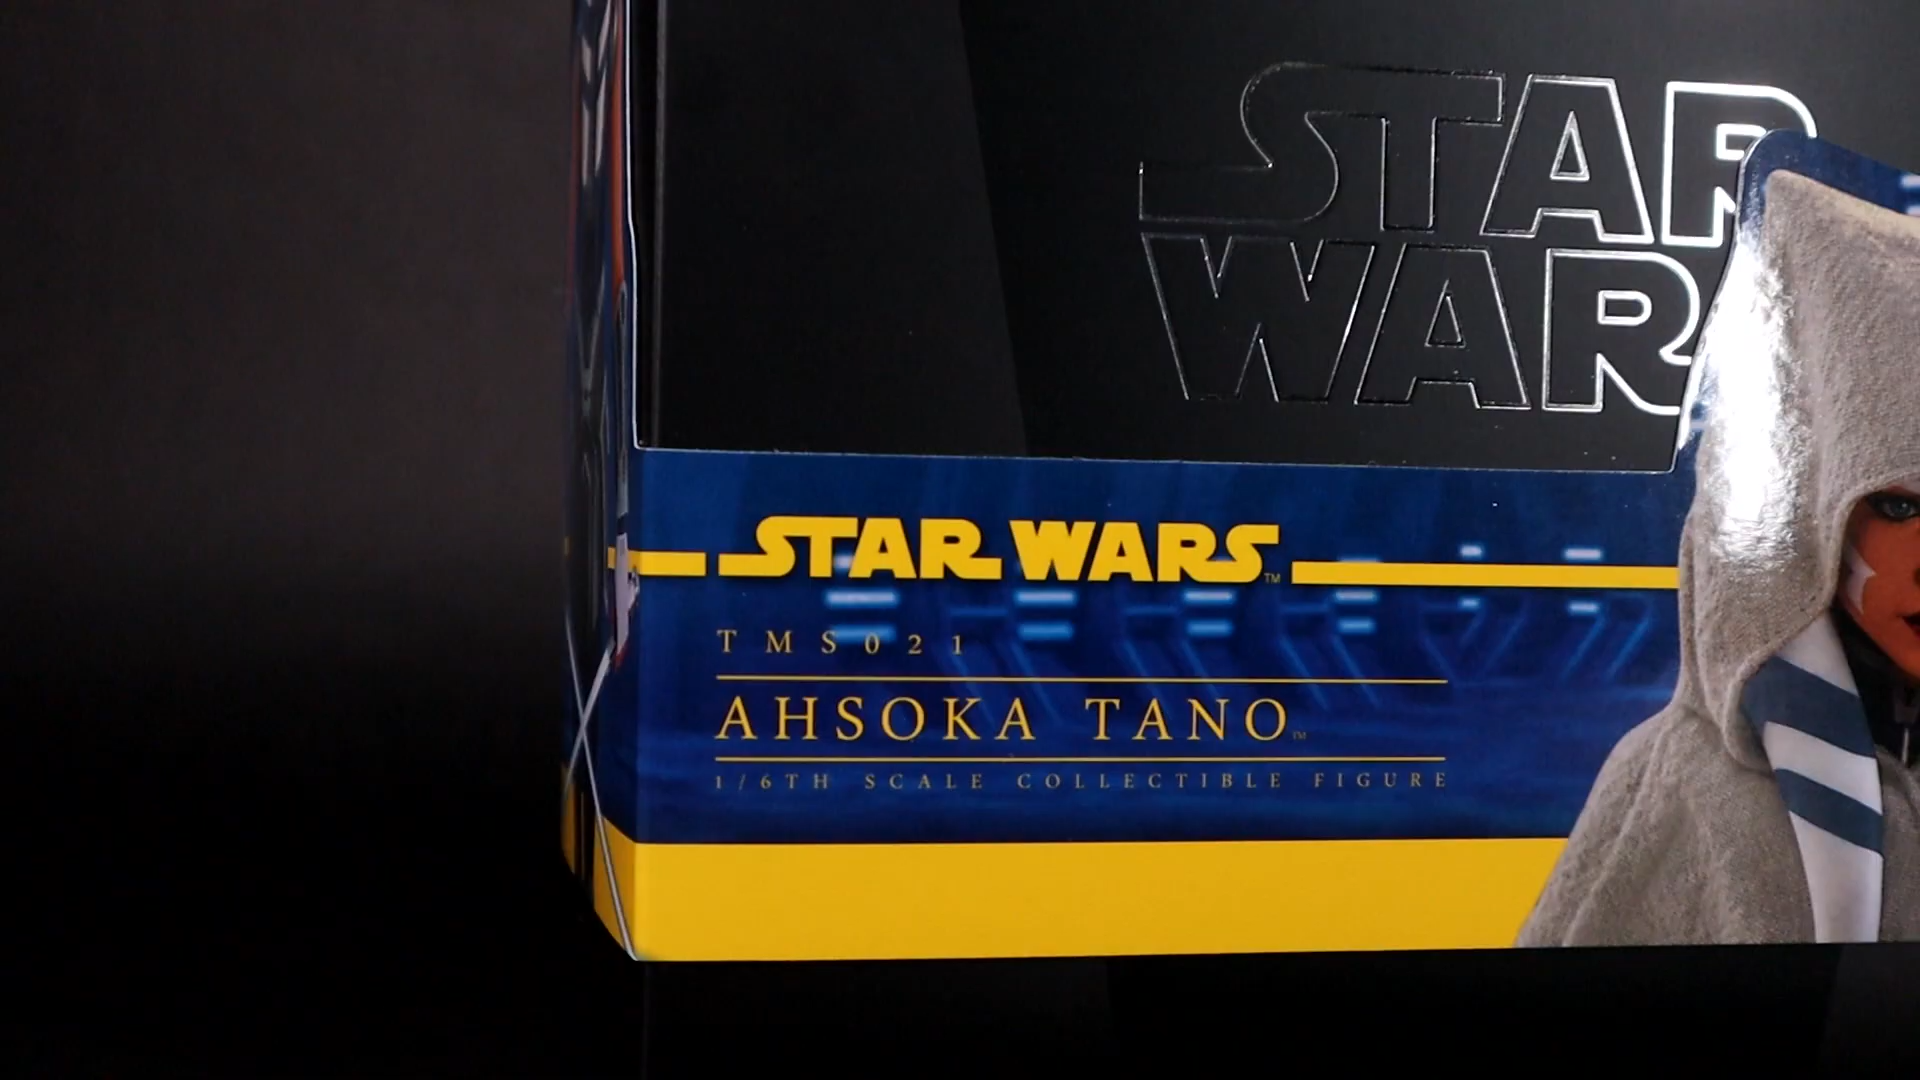 STAR
WAR
STAR WARS™
TMS021
AHSOKA TANO™
1/6TH SCALE COLLECTIBLE FIGURE